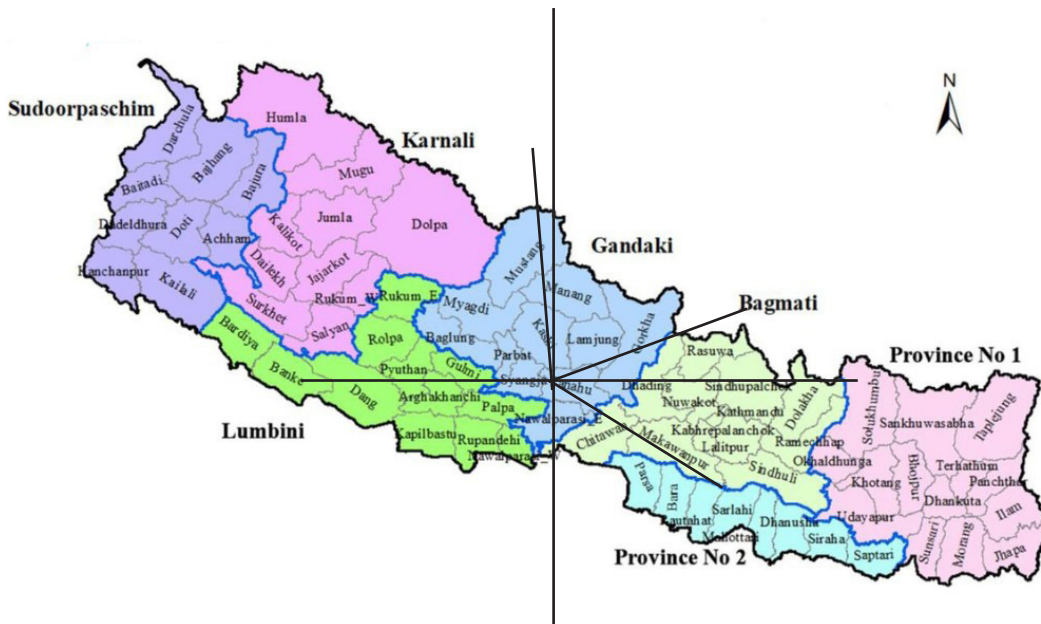 N
Sudoorpaschim
Darchula
Humla
Karnali
Bajhang
Bajura
Mugu
Baitadi
Dadeldhura
Doti
Achham
Kalikot
Jumla
Dolpa
Gandaki
Mustang
Kanchanpur
Kailali
Dailekh
Jajarkot
Surkhet
Rukum_W
Rukum_E
Myagdi
Manang
Bagmati
Salyan
Bardiya
Rolpa
Baglung
Kaski
Lamjung
Gorkha
Parbat
Rasuwa
Province No 1
Banke
Dang
Pyuthan
Gulmi
Syangja
Tanahu
Dhading
Sindhupalchok
Nuwakot
Dolakha
Solukhumbu
Sankhuwasabha
Taplejung
Lumbini
Arghakhanchi
Palpa
Nawalparasi_E
Kathmandu
Kapilbastu
Rupandehi
Nawalparasi_W
Chitawan
Makawanpur
Kabhrepalanchok
Lalitpur
Ramechhap
Sindhuli
Okhaldhunga
Khotang
Bhojpur
Terhathum
Panchthar
Dhankuta
Ilam
Parsa
Bara
Rautahat
Sarlahi
Mohottari
Dhanusha
Siraha
Saptari
Udayapur
Sunsari
Morang
Jhapa
Province No 2